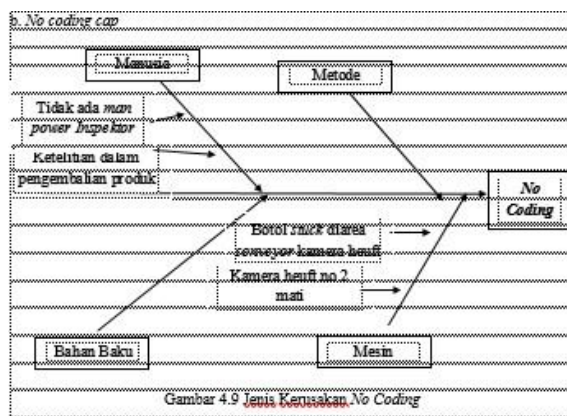 b. No coding cap
Manusia
Metode
Tidak ada man
power Inspektor
Ketelitian dalam
pengembalian produk
No
Coding
Botol stuck diarea
conveyor kamera heuft
Kamera heuft no 2
mati
Bahan Baku
Mesin
Gambar 4.9 Jenis Kerusakan No Coding